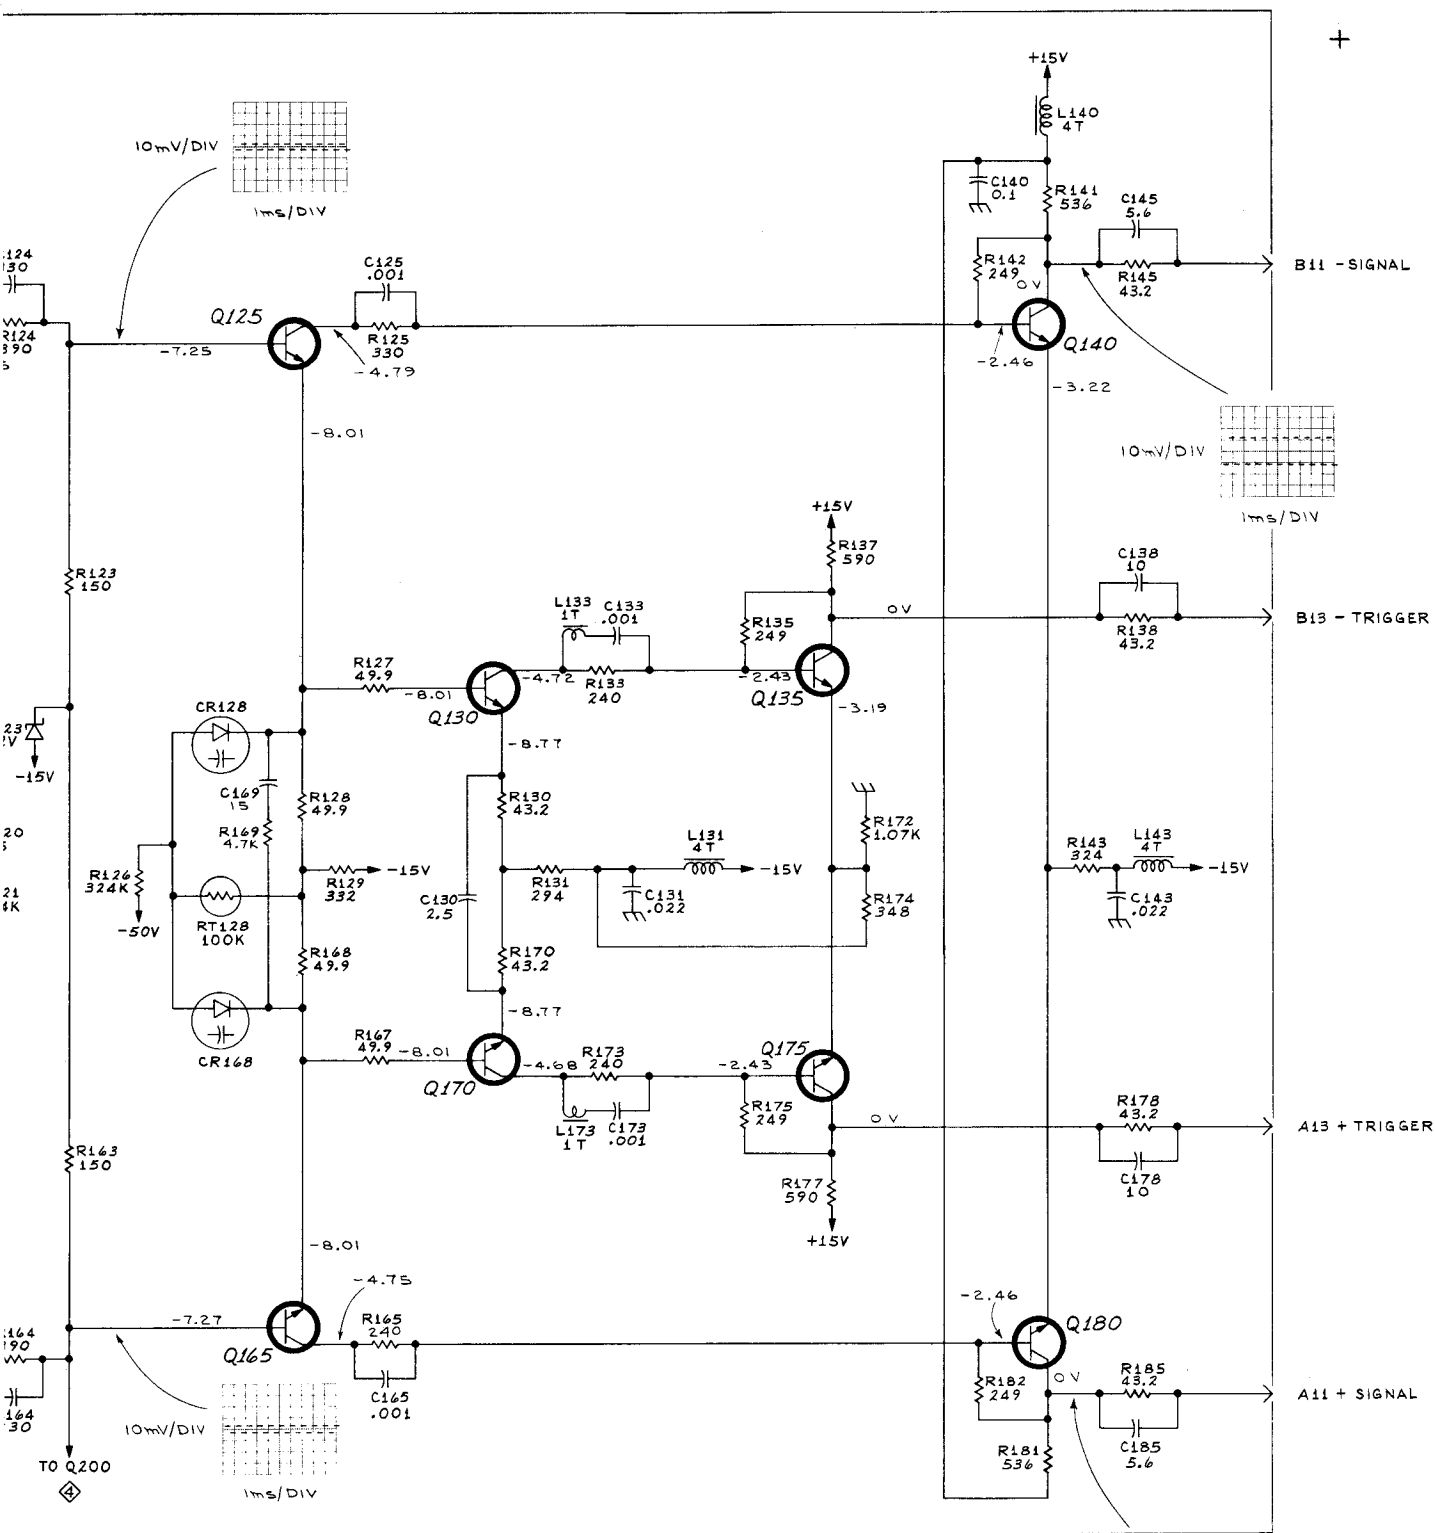 +15V
L140
4T
10mV/DIV
1ms/DIV
C140
0.1
R141
536
C145
5.6
R142
249
0V
R145
43.2
B11 -SIGNAL
C125
.001
Q125
R125
330
-7.25
-4.79
-2.46
Q140
-3.22
-8.01
10mV/DIV
1ms/DIV
+15V
R137
590
C138
10
R123
150
L133
1T
C133
.001
R135
249
0V
R138
43.2
B13 - TRIGGER
R127
49.9
-8.01
-4.72
R133
240
-2.43
Q130
Q135
-3.19
CR128
-8.77
-15V
C169
15
R128
49.9
R130
43.2
R169
4.7K
L131
4T
R172
1.07K
R126
324K
R129
332
-15V
R131
294
-15V
R143
324
L143
4T
-15V
C130
2.5
C131
.022
R174
348
C143
.022
-50V
RT128
100K
R168
49.9
R170
43.2
-8.77
CR168
R167
49.9
-8.01
Q170
-4.68
R173
240
-2.43
Q175
R175
249
L173
1T
C173
.001
0V
R178
43.2
A13 + TRIGGER
C178
10
R163
150
R177
590
+15V
-8.01
-4.75
-7.27
Q165
R165
240
C165
.001
-2.46
Q180
R182
249
0V
R185
43.2
A11 + SIGNAL
C185
5.6
R181
536
10mV/DIV
1ms/DIV
TO Q200
4